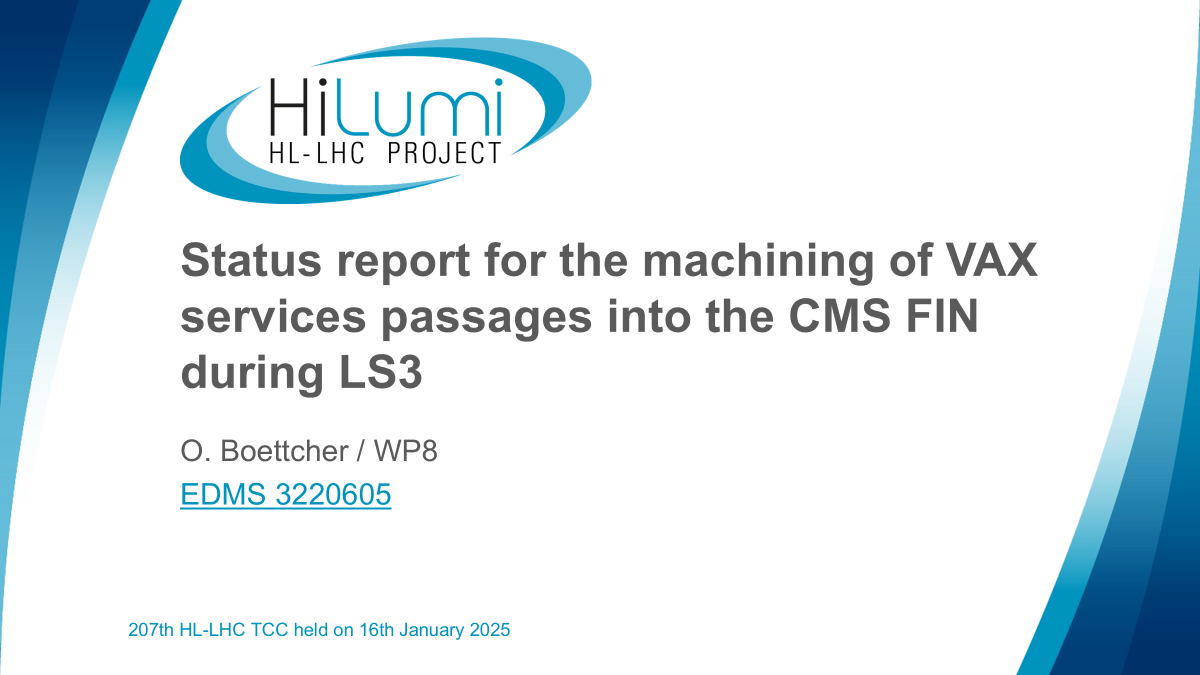 HiLumi
HL-LHC PROJECT
Status report for the machining of VAX
services passages into the CMS FIN
during LS3
O. Boettcher / WP8
EDMS 3220605
207th HL-LHC TCC held on 16th January 2025